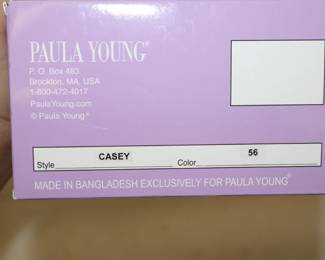 PAULA YOUNG®
P. O. Box 483
Brockton, MA, USA
1-800-472-4017
PaulaYoung.com
© Paula Young®
Style CASEY Color 56
MADE IN BANGLADESH EXCLUSIVELY FOR PAULA YOUNG®